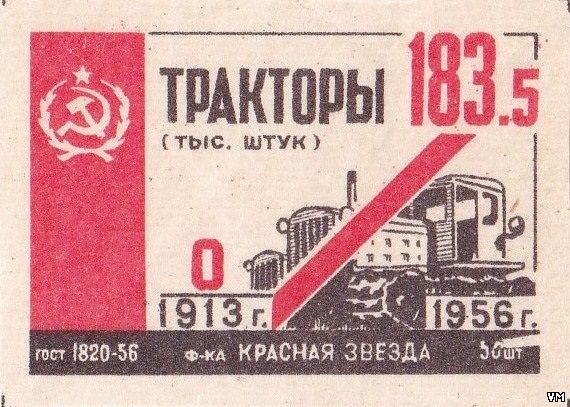 ТРАКТОРЫ 183.5
(ТЫС. ШТУК)
0
1913 г. 1956 г.
ГОСТ 1820-56 Ф-КА КРАСНАЯ ЗВЕЗДА 50 ШТ
VM